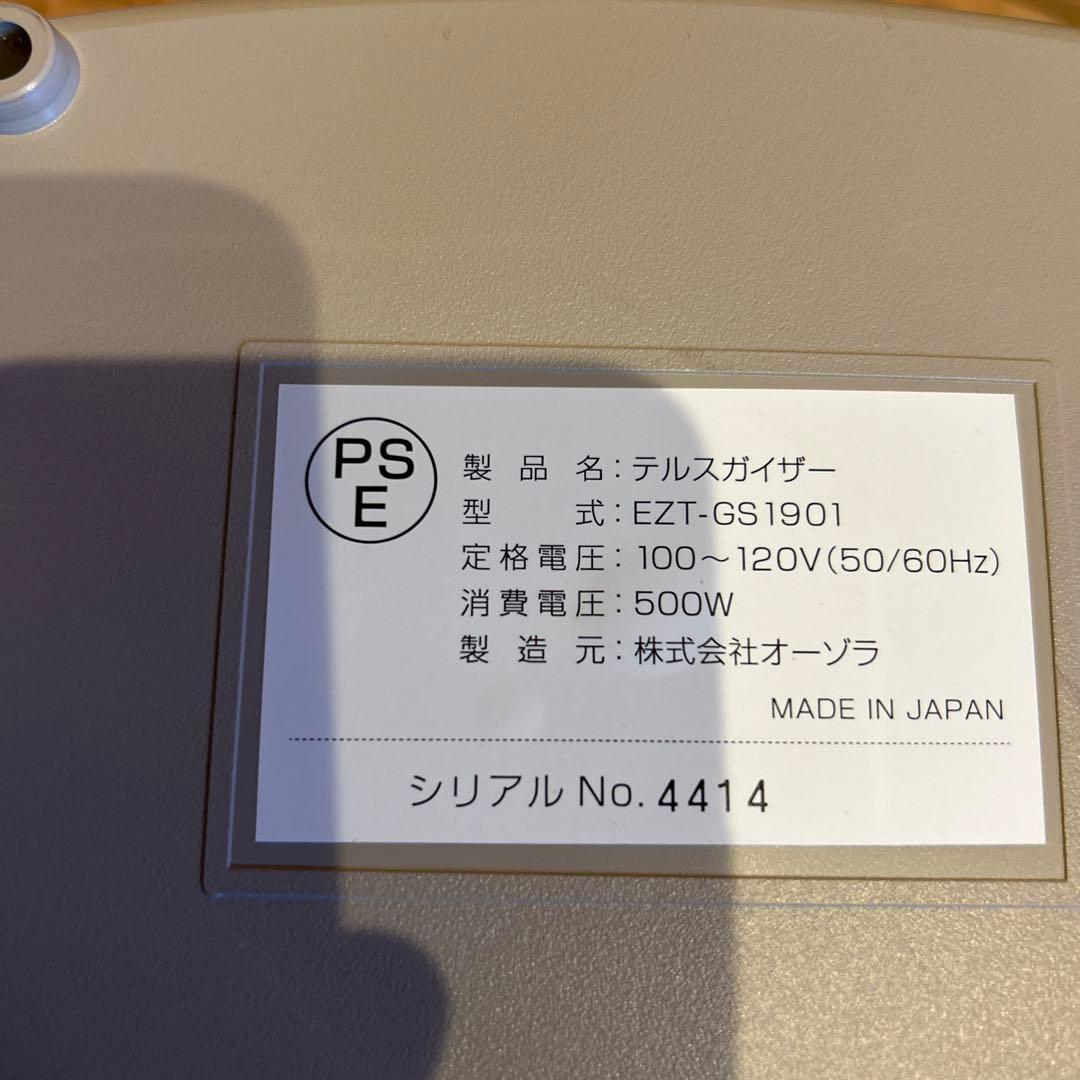 PS
E
製品名：テルスガイザー
型式：EZT-GS1901
定格電圧：100～120V(50/60Hz)
消費電圧：500W
製造元：株式会社オーゾラ
MADE IN JAPAN
シリアルNo. 4414